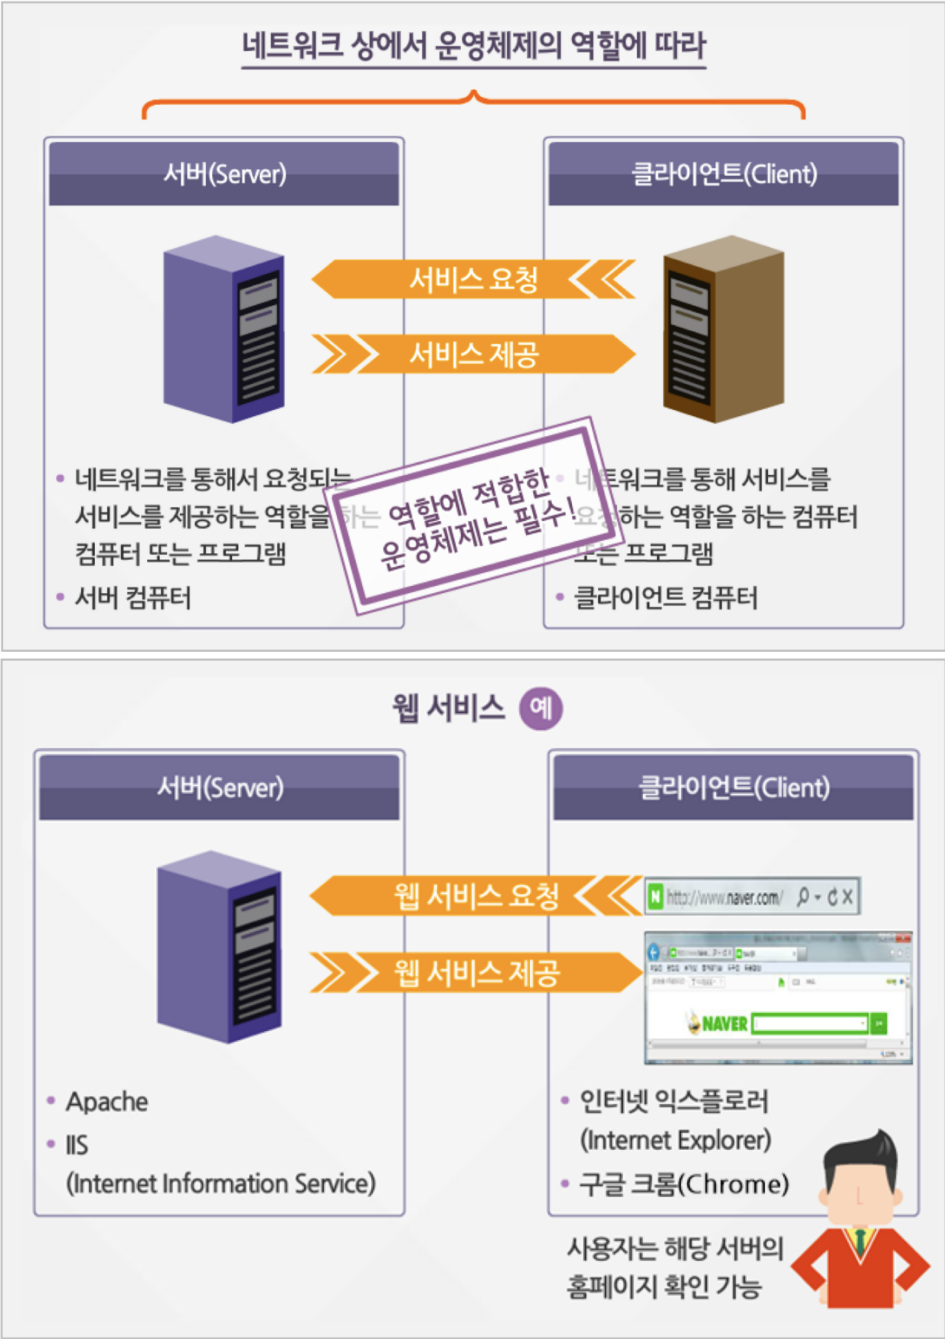 네트워크 상에서 운영체제의 역할에 따라
서버(Server)
클라이언트(Client)
서비스 요청
서비스 제공
• 네트워크를 통해서 요청되는
서비스를 제공하는 역할을 하는
컴퓨터 또는 프로그램
• 서버 컴퓨터
역할에 적합한
운영체제는 필수!
• 네트워크를 통해 서비스를
요청하는 역할을 하는 컴퓨터
또는 프로그램
• 클라이언트 컴퓨터
웹 서비스 예
서버(Server)
클라이언트(Client)
웹 서비스 요청
N http://www.naver.com/
웹 서비스 제공
NAVER
• Apache
• IIS
(Internet Information Service)
• 인터넷 익스플로러
(Internet Explorer)
• 구글 크롬(Chrome)
사용자는 해당 서버의
홈페이지 확인 가능